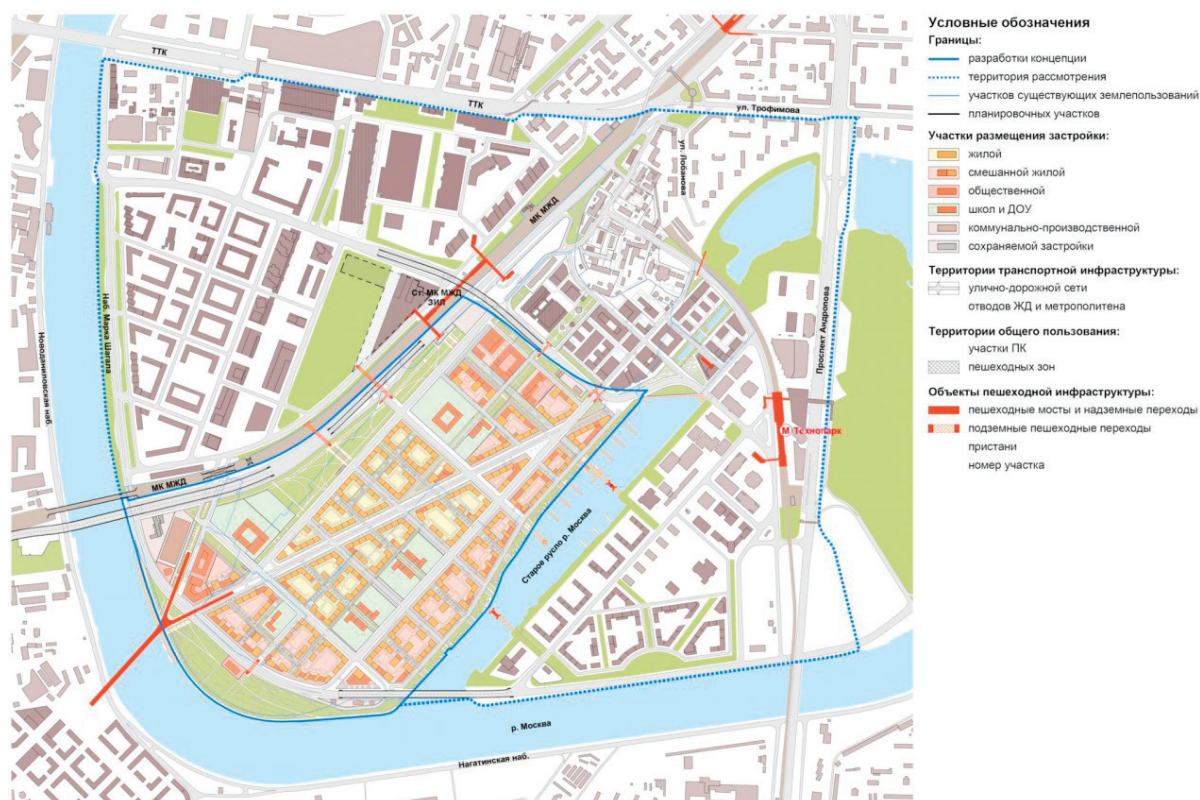 ТТК
ТТК
ул. Трофимова
ул. Лобанова
МК МЖД
Ст. МК МЖД
ЗИЛ
Наб. Марка Шагала
Новоданиловская наб.
Проспект Андропова
М Технопарк
МК МЖД
Старое русло р. Москва
р. Москва
Нагатинская наб.
Условные обозначения
Границы:
разработки концепции
территория рассмотрения
участков существующих землепользований
планировочных участков
Участки размещения застройки:
жилой
смешанной жилой
общественной
школ и ДОУ
коммунально-производственной
сохраняемой застройки
Территории транспортной инфраструктуры:
улично-дорожной сети
отводов ЖД и метрополитена
Территории общего пользования:
участки ПК
пешеходных зон
Объекты пешеходной инфраструктуры:
пешеходные мосты и надземные переходы
подземные пешеходные переходы
пристани
номер участка